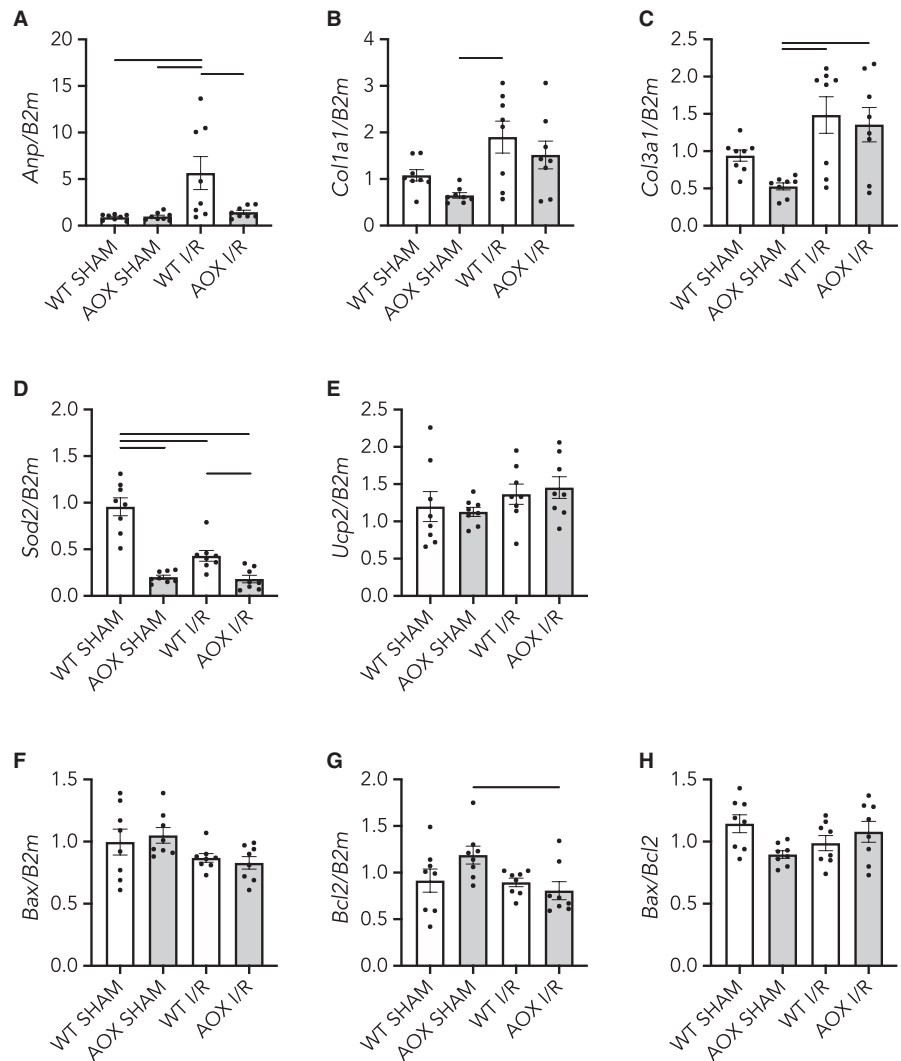 A
B
C
Anp/B2m
20
15
10
5
0
WT SHAM
AOX SHAM
WT I/R
AOX I/R
Col1a1/B2m
4
3
2
1
0
WT SHAM
AOX SHAM
WT I/R
AOX I/R
Col3a1/B2m
2.5
2.0
1.5
1.0
0.5
0.0
WT SHAM
AOX SHAM
WT I/R
AOX I/R
D
E
Sod2/B2m
2.0
1.5
1.0
0.5
0.0
WT SHAM
AOX SHAM
WT I/R
AOX I/R
Ucp2/B2m
2.5
2.0
1.5
1.0
0.5
0.0
WT SHAM
AOX SHAM
WT I/R
AOX I/R
F
G
H
Bax/B2m
1.5
1.0
0.5
0.0
WT SHAM
AOX SHAM
WT I/R
AOX I/R
Bcl2/B2m
2.0
1.5
1.0
0.5
0.0
WT SHAM
AOX SHAM
WT I/R
AOX I/R
Bax/Bcl2
1.5
1.0
0.5
0.0
WT SHAM
AOX SHAM
WT I/R
AOX I/R